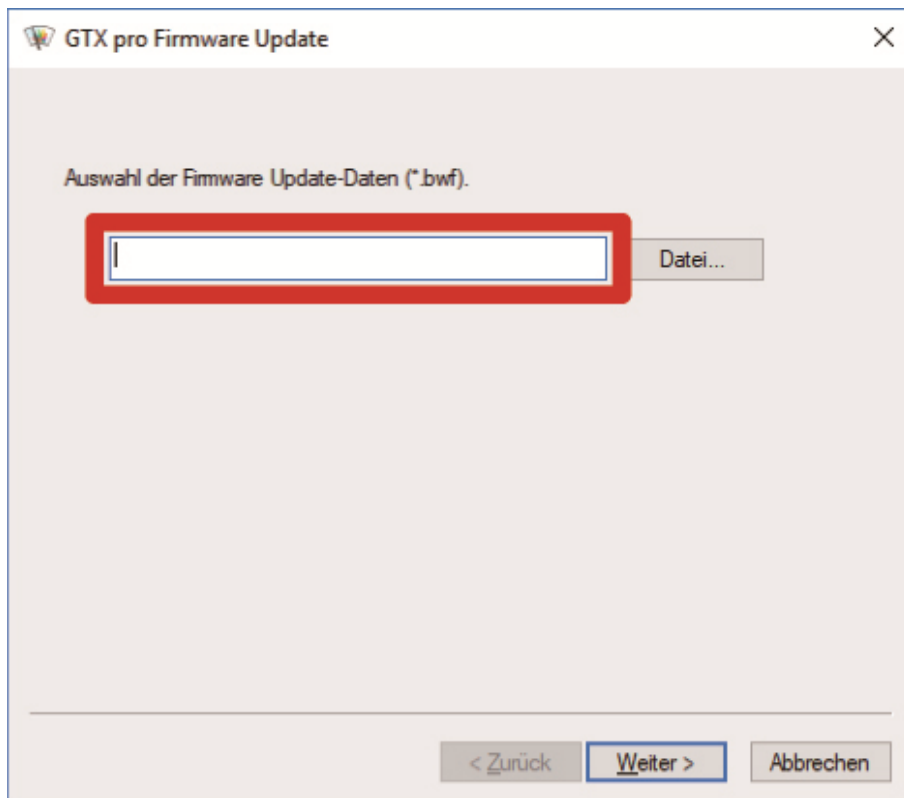 GTX pro Firmware Update
Auswahl der Firmware Update-Daten (*.bwf).
Datei...
< Zurück Weiter > Abbrechen